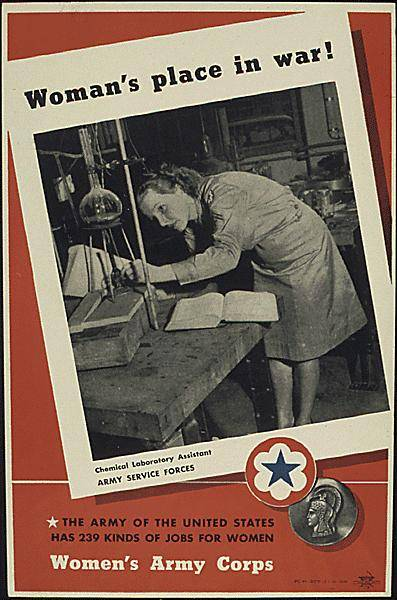 Woman's place in war!
Chemical Laboratory Assistant
ARMY SERVICE FORCES
THE ARMY OF THE UNITED STATES
HAS 239 KINDS OF JOBS FOR WOMEN
Women's Army Corps